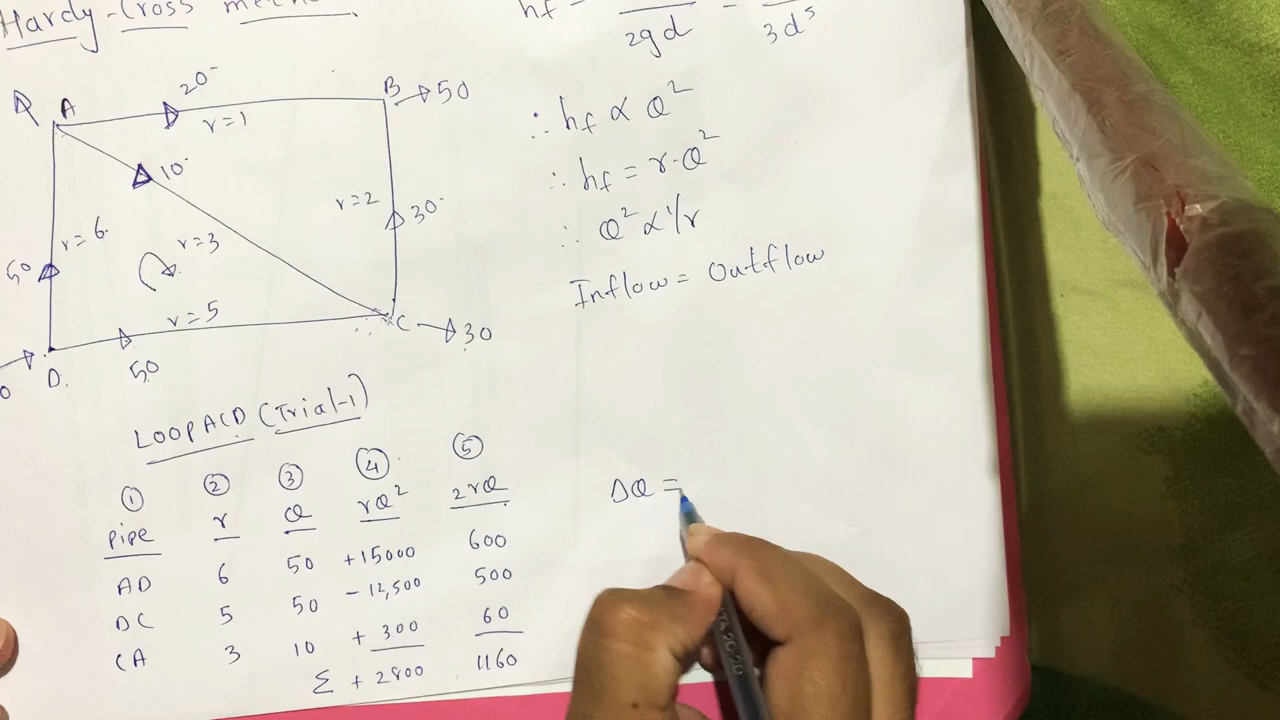 Hardy-Cross method.
hf =
2gd
3d⁵
A
20
B
50
r=1
10
∴ hf ∝ Q²
∴ hf = r·Q²
∴ Q² ∝ 1/r
Inflow = Outflow
r=2
30
r=6
r=3
50
r=5
C
30
D.
50
LOOP ACD (Trial-1)
① ② ③ ④ ⑤
Pipe r Q rQ² 2rQ
AD 6 50 +15000 600
DC 5 50 -12,500 500
CA 3 10 + 300 60
Σ + 2800 1160
ΔQ =